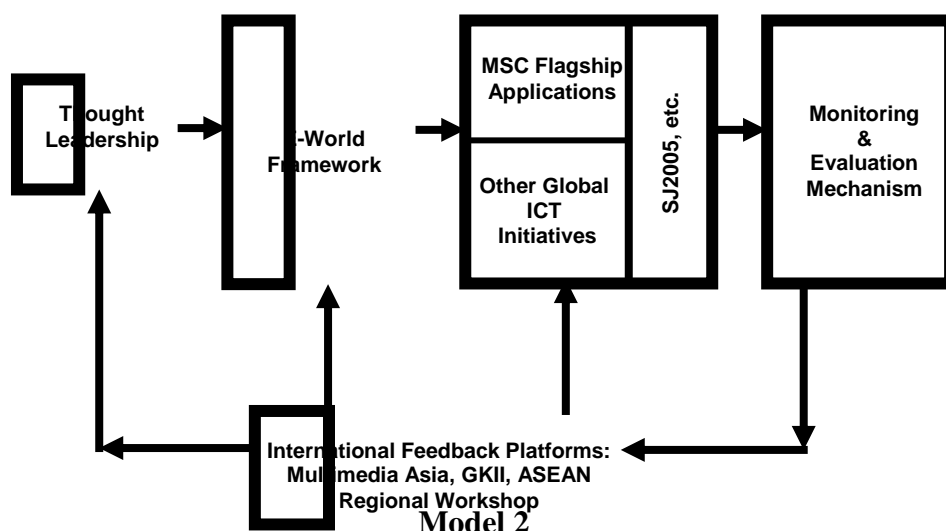 Thought
Leadership
E-World
Framework
MSC Flagship
Applications
Other Global
ICT
Initiatives
SJ2005, etc.
Monitoring
&
Evaluation
Mechanism
International Feedback Platforms:
Multimedia Asia, GKII, ASEAN
Regional Workshop
Model 2